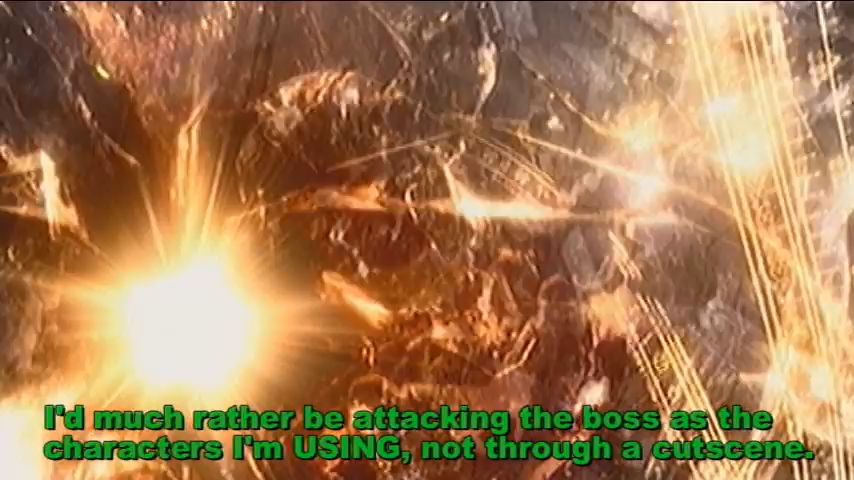 I'd much rather be attacking the boss as the
characters I'm USING, not through a cutscene.